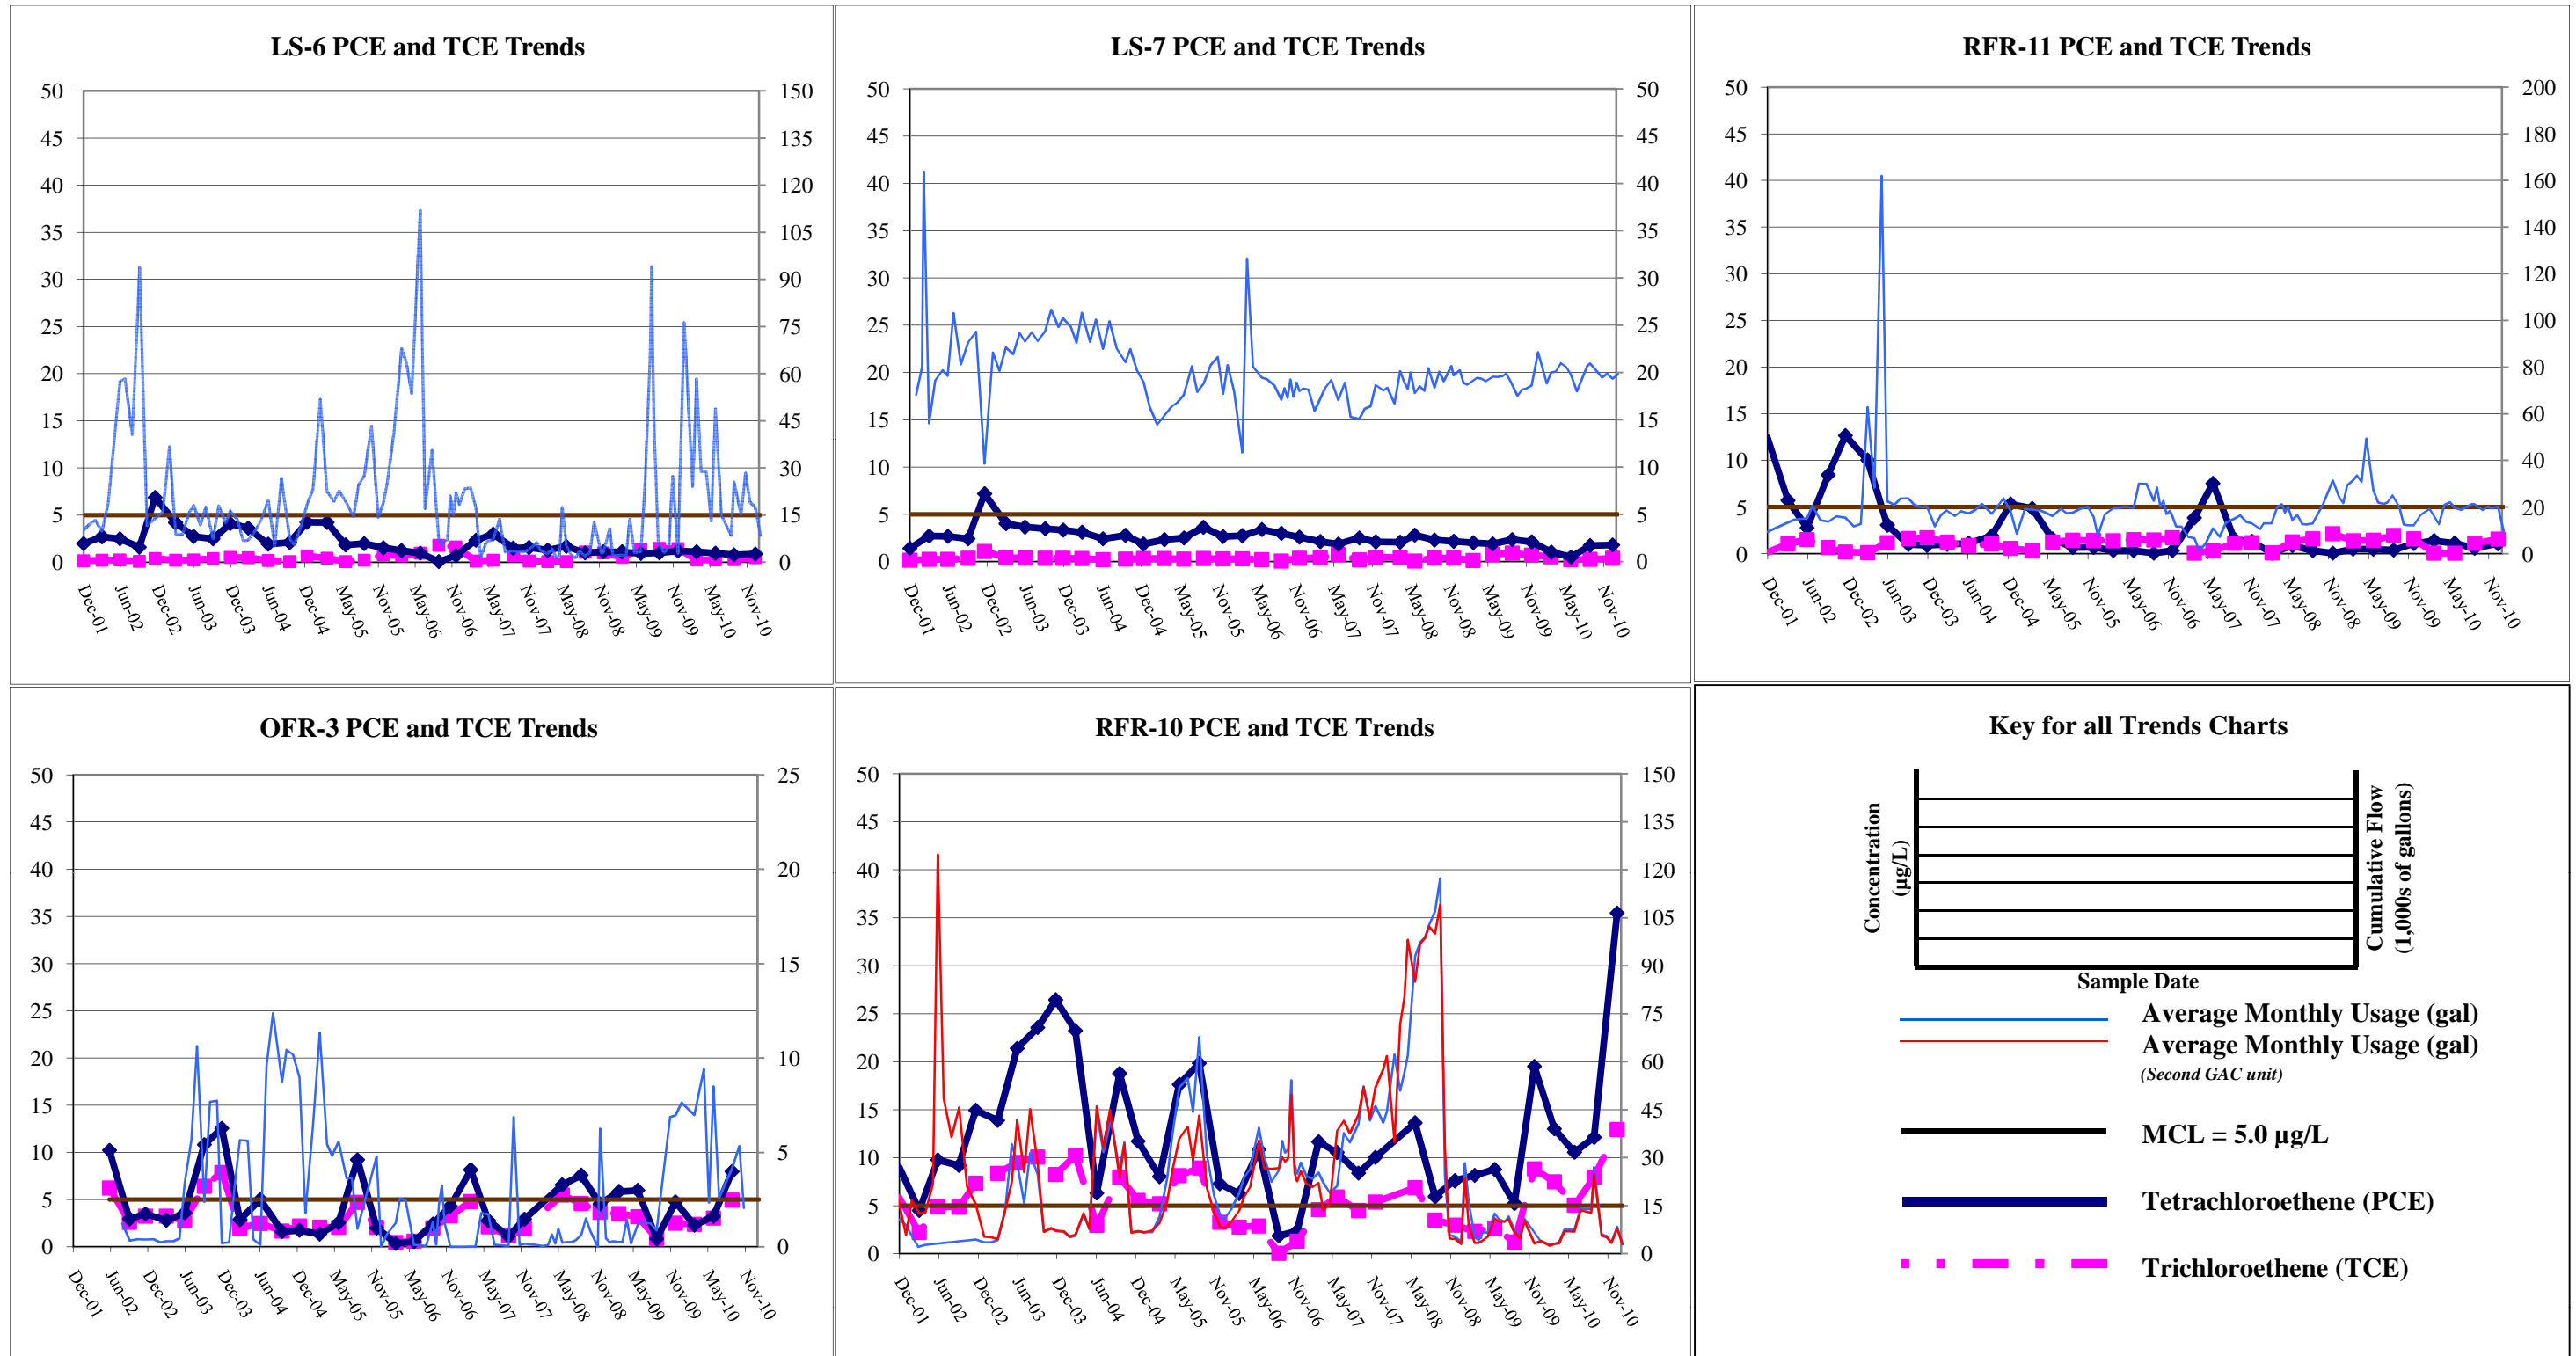 LS-6 PCE and TCE Trends
50
45
40
35
30
25
20
15
10
5
0
150
135
120
105
90
75
60
45
30
15
0
Dec-01
Jun-02
Dec-02
Jun-03
Dec-03
Jun-04
Dec-04
May-05
Nov-05
May-06
Nov-06
May-07
Nov-07
May-08
Nov-08
May-09
Nov-09
May-10
Nov-10
LS-7 PCE and TCE Trends
50
45
40
35
30
25
20
15
10
5
0
50
45
40
35
30
25
20
15
10
5
0
Dec-01
Jun-02
Dec-02
Jun-03
Dec-03
Jun-04
Dec-04
May-05
Nov-05
May-06
Nov-06
May-07
Nov-07
May-08
Nov-08
May-09
Nov-09
May-10
Nov-10
RFR-11 PCE and TCE Trends
50
45
40
35
30
25
20
15
10
5
0
200
180
160
140
120
100
80
60
40
20
0
Dec-01
Jun-02
Dec-02
Jun-03
Dec-03
Jun-04
Dec-04
May-05
Nov-05
May-06
Nov-06
May-07
Nov-07
May-08
Nov-08
May-09
Nov-09
May-10
Nov-10
OFR-3 PCE and TCE Trends
50
45
40
35
30
25
20
15
10
5
0
25
20
15
10
5
0
Dec-01
Jun-02
Dec-02
Jun-03
Dec-03
Jun-04
Dec-04
May-05
Nov-05
May-06
Nov-06
May-07
Nov-07
May-08
Nov-08
May-09
Nov-09
May-10
Nov-10
RFR-10 PCE and TCE Trends
50
45
40
35
30
25
20
15
10
5
0
150
135
120
105
90
75
60
45
30
15
0
Dec-01
Jun-02
Dec-02
Jun-03
Dec-03
Jun-04
Dec-04
May-05
Nov-05
May-06
Nov-06
May-07
Nov-07
May-08
Nov-08
May-09
Nov-09
May-10
Nov-10
Key for all Trends Charts
Concentration
(µg/L)
Cumulative Flow
(1,000s of gallons)
Sample Date
Average Monthly Usage (gal)
Average Monthly Usage (gal)
(Second GAC unit)
MCL = 5.0 µg/L
Tetrachloroethene (PCE)
Trichloroethene (TCE)